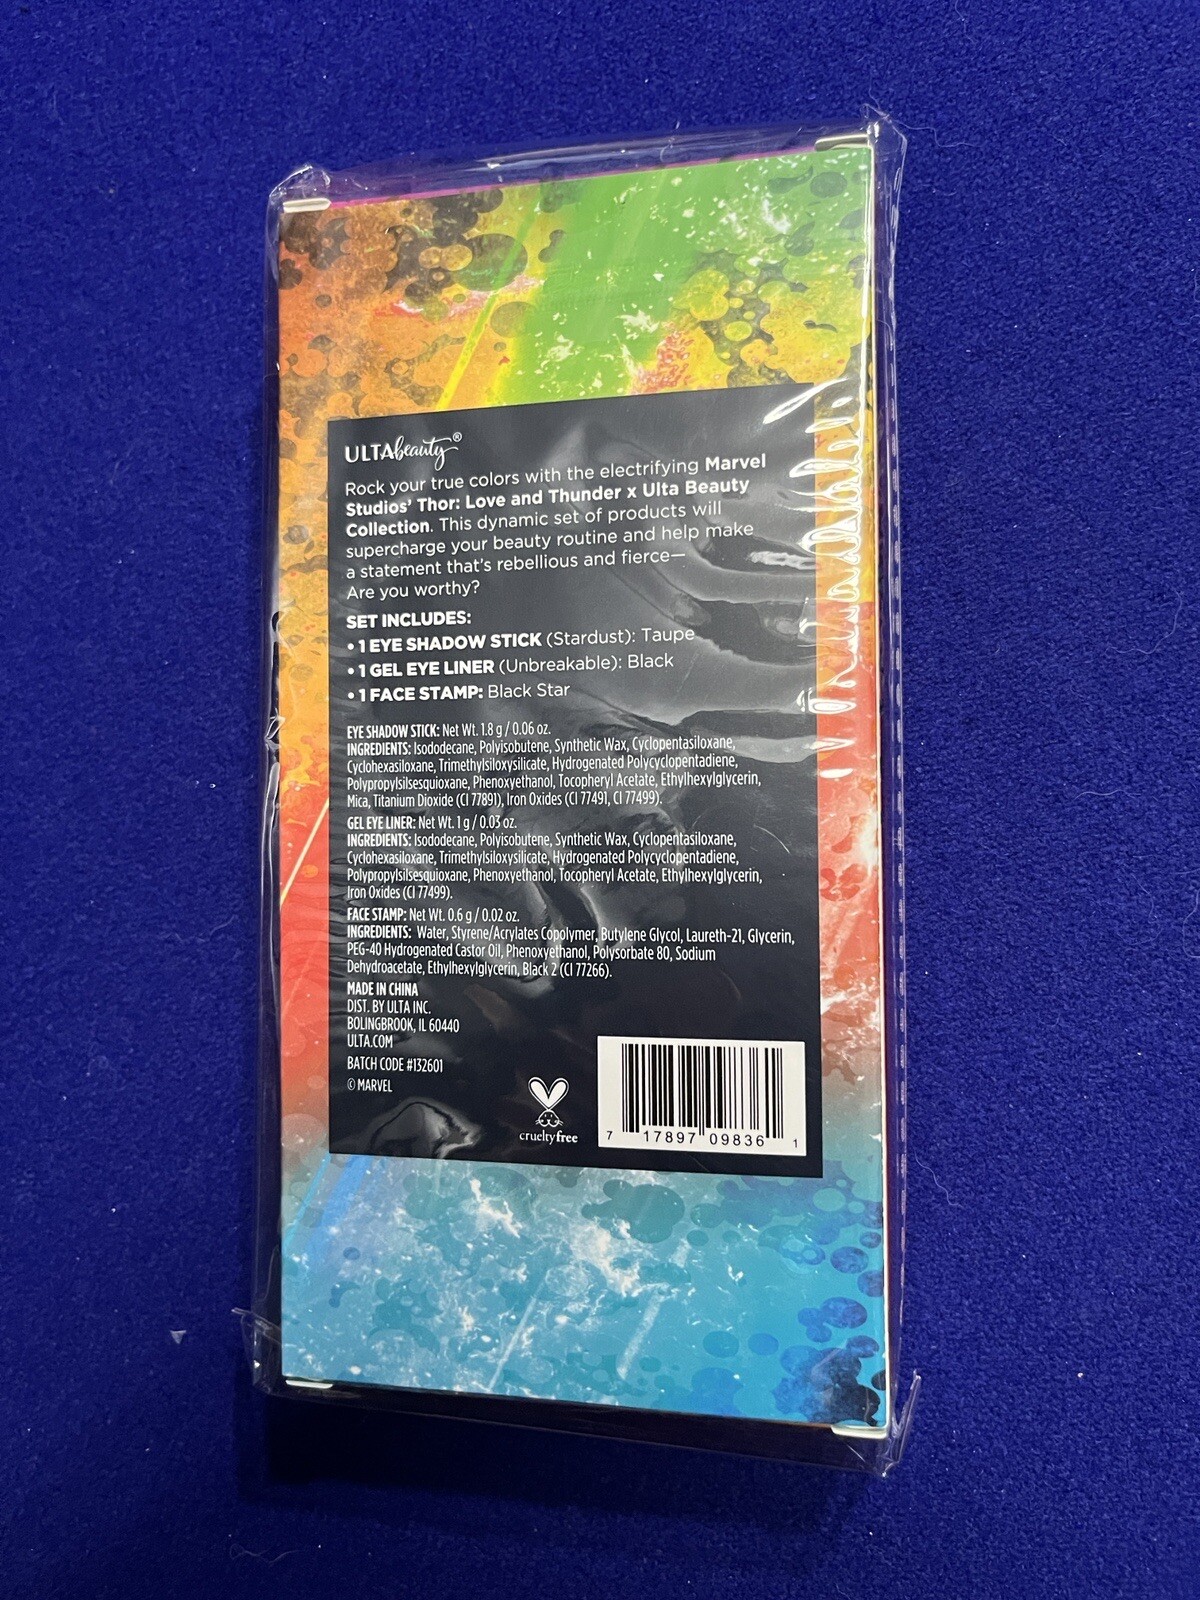 ULTAbeauty®
Rock your true colors with the electrifying Marvel
Studios' Thor: Love and Thunder x Ulta Beauty
Collection. This dynamic set of products will
supercharge your beauty routine and help make
a statement that's rebellious and fierce—
Are you worthy?
SET INCLUDES:
• 1 EYE SHADOW STICK (Stardust): Taupe
• 1 GEL EYE LINER (Unbreakable): Black
• 1 FACE STAMP: Black Star
EYE SHADOW STICK: Net Wt. 1.8 g / 0.06 oz.
INGREDIENTS: Isododecane, Polyisobutene, Synthetic Wax, Cyclopentasiloxane,
Cyclohexasiloxane, Trimethylsiloxysilicate, Hydrogenated Polycyclopentadiene,
Polypropylsilsesquioxane, Phenoxyethanol, Tocopheryl Acetate, Ethylhexylglycerin,
Mica, Titanium Dioxide (CI 77891), Iron Oxides (CI 77491, CI 77499).
GEL EYE LINER: Net Wt. 1 g / 0.03 oz.
INGREDIENTS: Isododecane, Polyisobutene, Synthetic Wax, Cyclopentasiloxane,
Cyclohexasiloxane, Trimethylsiloxysilicate, Hydrogenated Polycyclopentadiene,
Polypropylsilsesquioxane, Phenoxyethanol, Tocopheryl Acetate, Ethylhexylglycerin,
Iron Oxides (CI 77499).
FACE STAMP: Net Wt. 0.6 g / 0.02 oz.
INGREDIENTS: Water, Styrene/Acrylates Copolymer, Butylene Glycol, Laureth-21, Glycerin,
PEG-40 Hydrogenated Castor Oil, Phenoxyethanol, Polysorbate 80, Sodium
Dehydroacetate, Ethylhexylglycerin, Black 2 (CI 77266).
MADE IN CHINA
DIST. BY ULTA INC.
BOLINGBROOK, IL 60440
ULTA.COM
BATCH CODE #132601
© MARVEL
crueltyfree
7 17897 09836 1